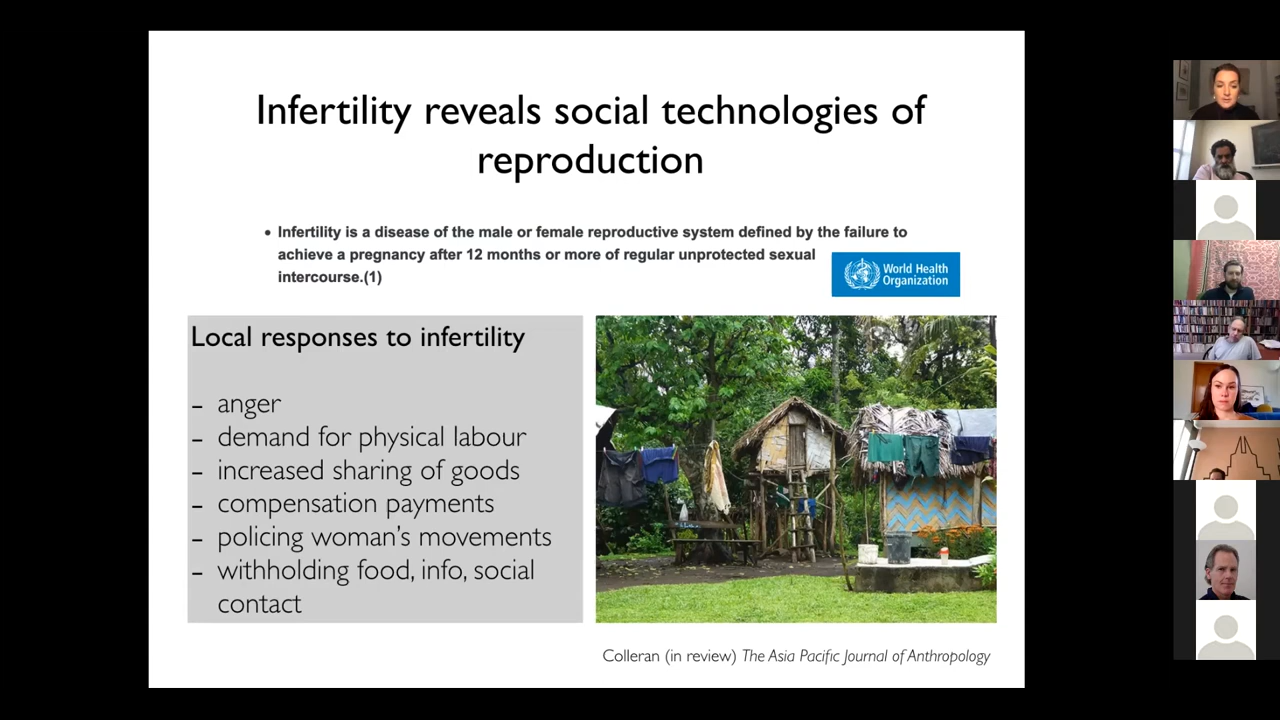 Infertility reveals social technologies of
reproduction
• Infertility is a disease of the male or female reproductive system defined by the failure to
achieve a pregnancy after 12 months or more of regular unprotected sexual
intercourse.(1)
World Health
Organization
Local responses to infertility
- anger
- demand for physical labour
- increased sharing of goods
- compensation payments
- policing woman's movements
- withholding food, info, social
contact
Colleran (in review) The Asia Pacific Journal of Anthropology